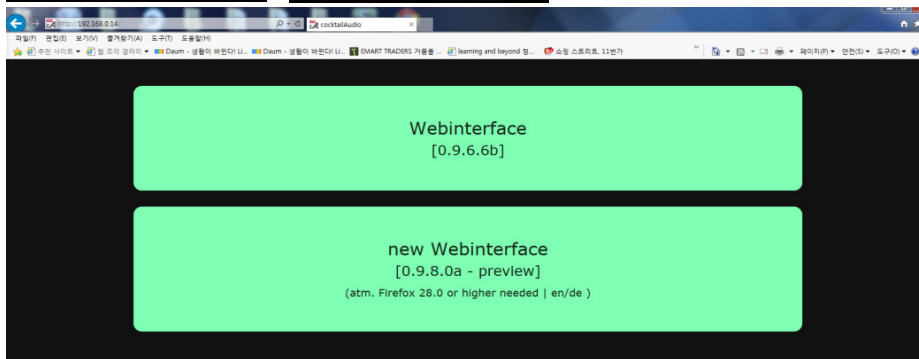 http://192.168.0.14/
cocktailAudio
파일(F) 편집(E) 보기(V) 즐겨찾기(A) 도구(T) 도움말(H)
추천 사이트 웹 조각 갤러리 Daum - 생활이 바뀐다! Li... Daum - 생활이 바뀐다! Li... EMART TRADERS learning and beyond 쇼핑 스트리트, 11번가 페이지(P) 안전(S) 도구(O)
Webinterface
[0.9.6.6b]
new Webinterface
[0.9.8.0a - preview]
(atm. Firefox 28.0 or higher needed | en/de )